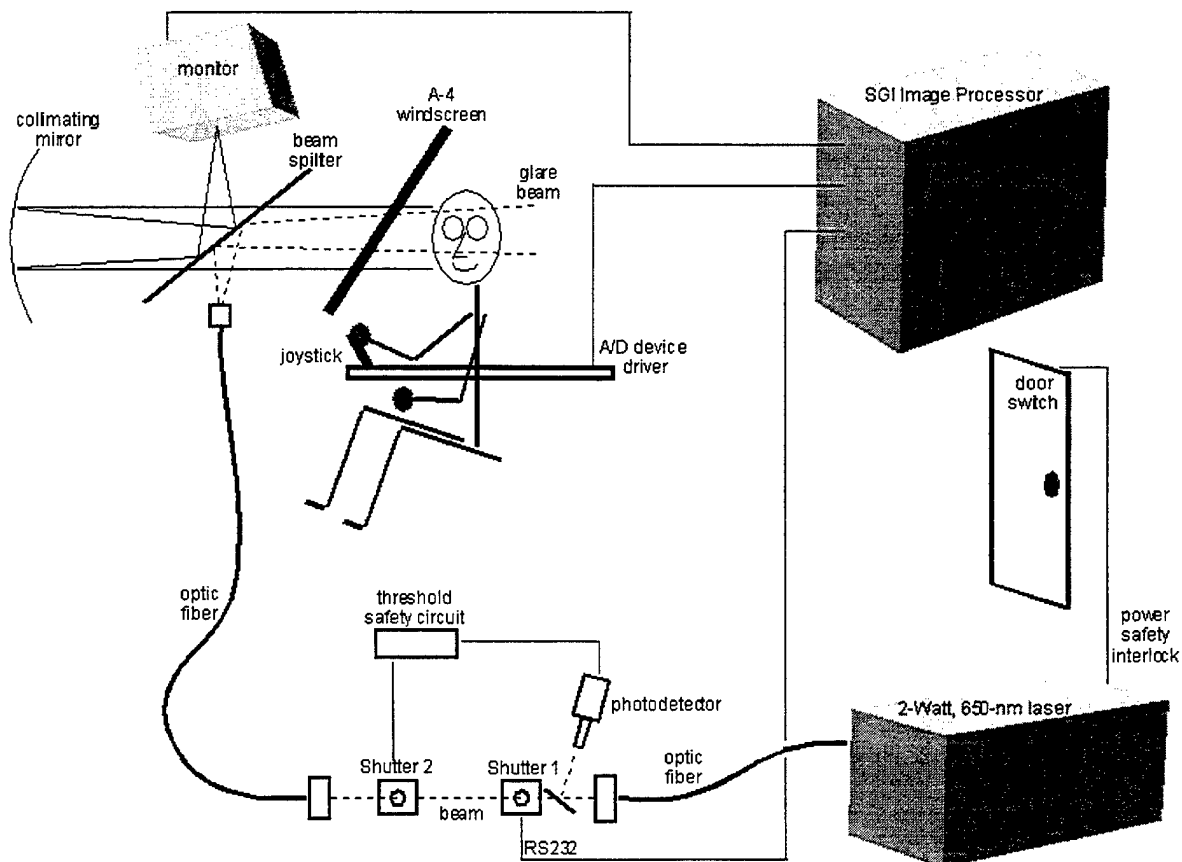 monitor
SGI Image Processor
A-4
windscreen
collimating
mirror
beam
spliter
glare
beam
joystick
A/D device
driver
door
switch
optic
fiber
threshold
safety circuit
power
safety
interlock
photodetector
2-Watt, 650-nm laser
Shutter 2
Shutter 1
optic
fiber
beam
RS232